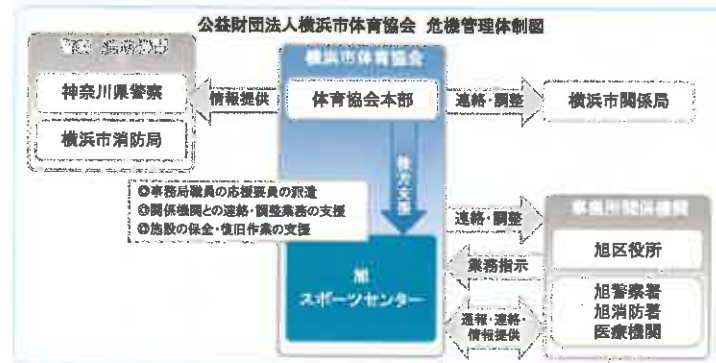 公益財団法人横浜市体育協会 危機管理体制図
神奈川県警察
横浜市消防局
情報提供
横浜市体育協会
体育協会本部
連絡・調整
横浜市関係局
後方支援
◎事務局職員の応援要員の派遣
◎関係機関との連絡・調整業務の支援
◎施設の保全・復旧作業の支援
旭
スポーツセンター
連絡・調整
業務指示
通報・連絡・
情報提供
事業所関係機関
旭区役所
旭警察署
旭消防署
医療機関